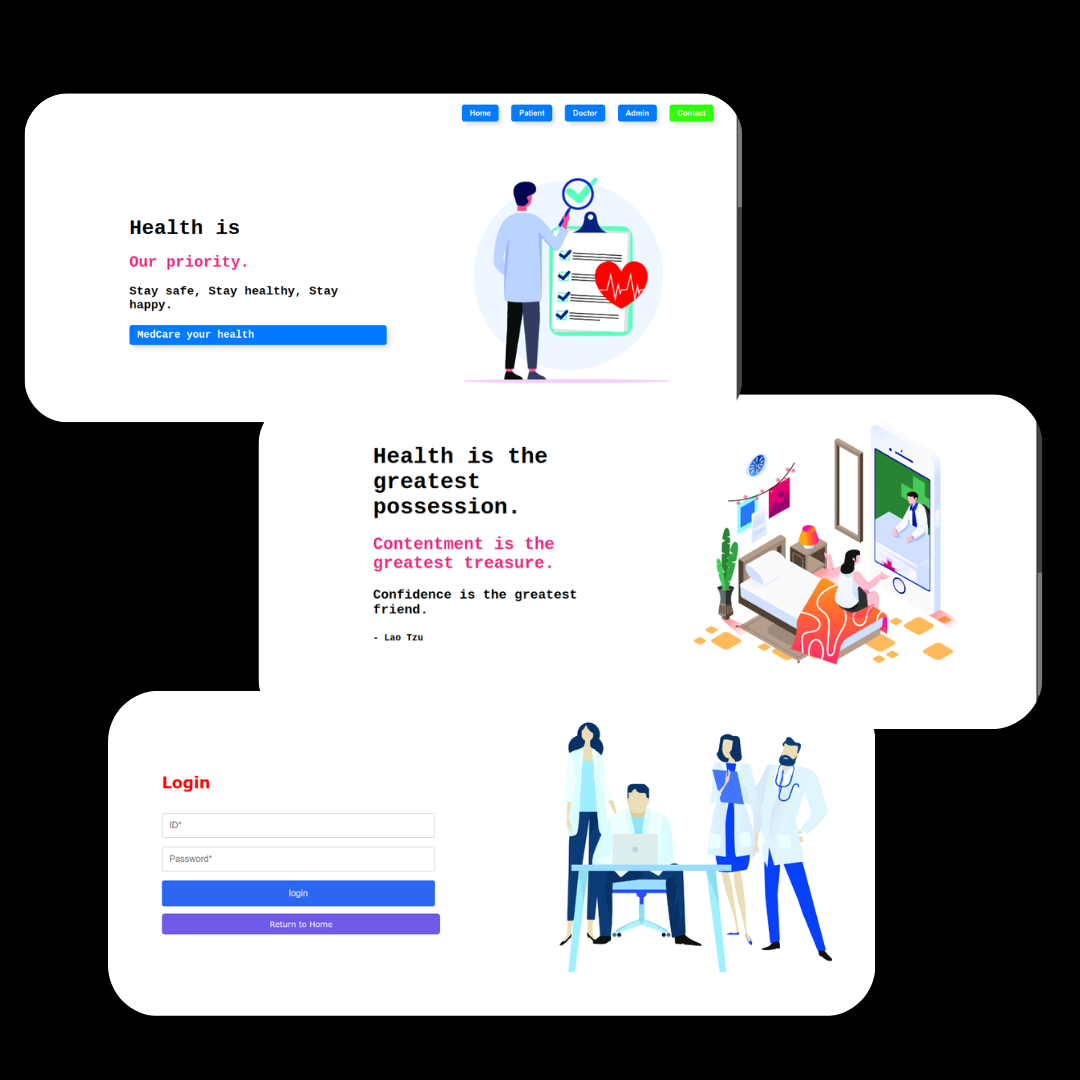 Home Patient Doctor Admin Contact
Health is
Our priority.
Stay safe, Stay healthy, Stay
happy.
MedCare your health
Health is the
greatest
possession.
Contentment is the
greatest treasure.
Confidence is the greatest
friend.
- Lao Tzu
Login
ID*
Password*
login
Return to Home